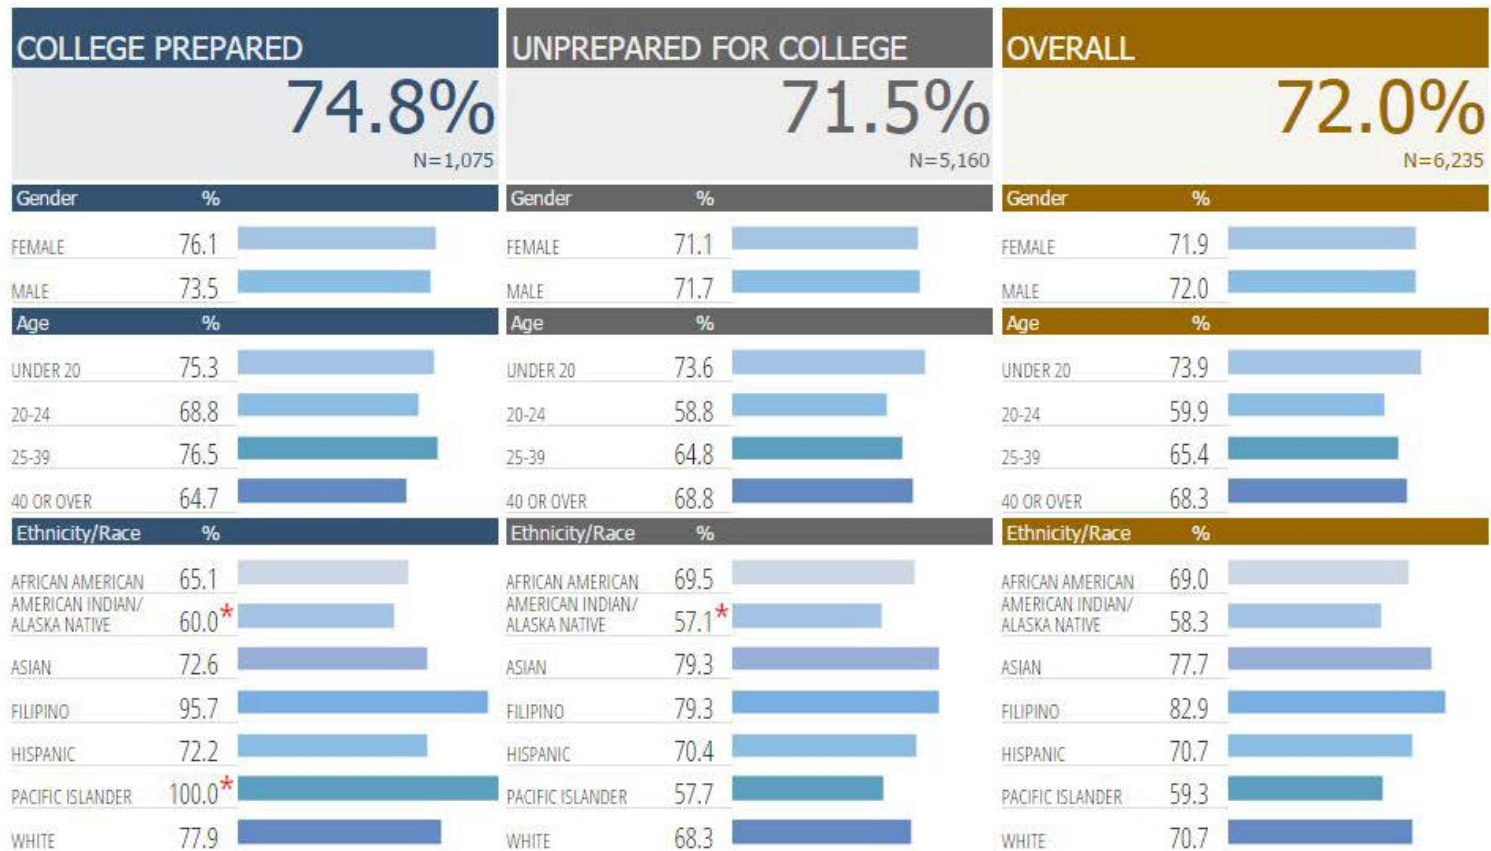 COLLEGE PREPARED
74.8%
N=1,075
Gender %
FEMALE 76.1
MALE 73.5
Age %
UNDER 20 75.3
20-24 68.8
25-39 76.5
40 OR OVER 64.7
Ethnicity/Race %
AFRICAN AMERICAN 65.1
AMERICAN INDIAN/
ALASKA NATIVE 60.0*
ASIAN 72.6
FILIPINO 95.7
HISPANIC 72.2
PACIFIC ISLANDER 100.0*
WHITE 77.9
UNPREPARED FOR COLLEGE
71.5%
N=5,160
Gender %
FEMALE 71.1
MALE 71.7
Age %
UNDER 20 73.6
20-24 58.8
25-39 64.8
40 OR OVER 68.8
Ethnicity/Race %
AFRICAN AMERICAN 69.5
AMERICAN INDIAN/
ALASKA NATIVE 57.1*
ASIAN 79.3
FILIPINO 79.3
HISPANIC 70.4
PACIFIC ISLANDER 57.7
WHITE 68.3
OVERALL
72.0%
N=6,235
Gender %
FEMALE 71.9
MALE 72.0
Age %
UNDER 20 73.9
20-24 59.9
25-39 65.4
40 OR OVER 68.3
Ethnicity/Race %
AFRICAN AMERICAN 69.0
AMERICAN INDIAN/
ALASKA NATIVE 58.3
ASIAN 77.7
FILIPINO 82.9
HISPANIC 70.7
PACIFIC ISLANDER 59.3
WHITE 70.7